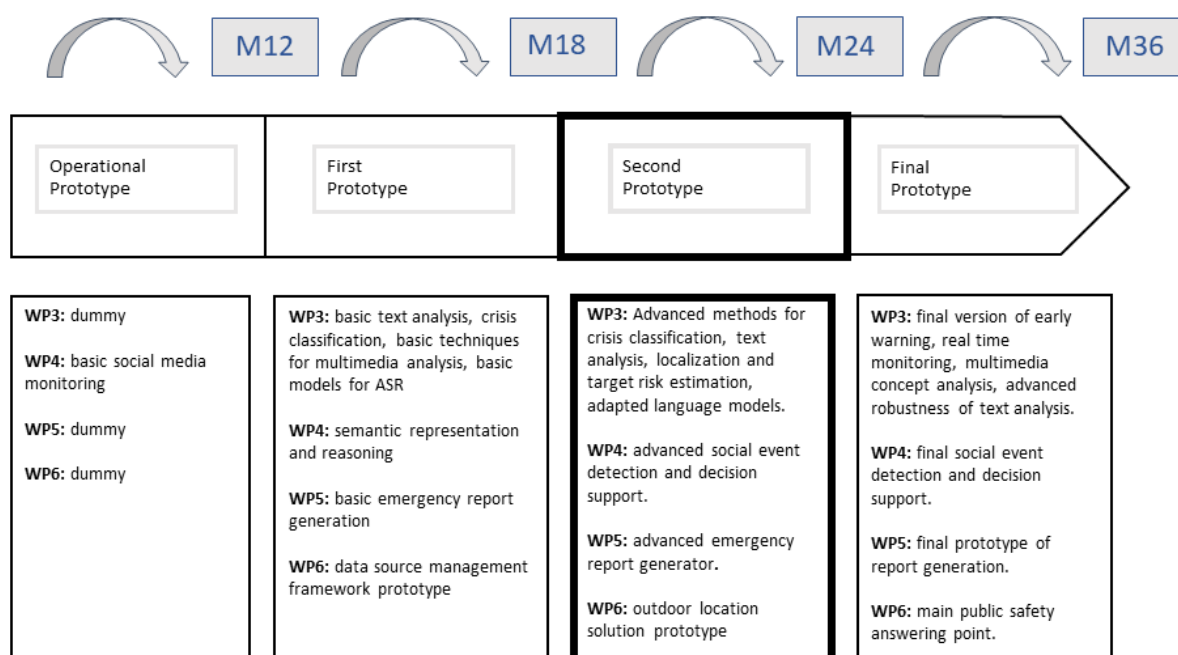 M12
M18
M24
M36
Operational
Prototype
First
Prototype
Second
Prototype
Final
Prototype
WP3: dummy
WP4: basic social media
monitoring
WP5: dummy
WP6: dummy
WP3: basic text analysis, crisis
classification, basic techniques
for multimedia analysis, basic
models for ASR
WP4: semantic representation
and reasoning
WP5: basic emergency report
generation
WP6: data source management
framework prototype
WP3: Advanced methods for
crisis classification, text
analysis, localization and
target risk estimation,
adapted language models.
WP4: advanced social event
detection and decision
support.
WP5: advanced emergency
report generator.
WP6: outdoor location
solution prototype
WP3: final version of early
warning, real time
monitoring, multimedia
concept analysis, advanced
robustness of text analysis.
WP4: final social event
detection and decision
support.
WP5: final prototype of
report generation.
WP6: main public safety
answering point.